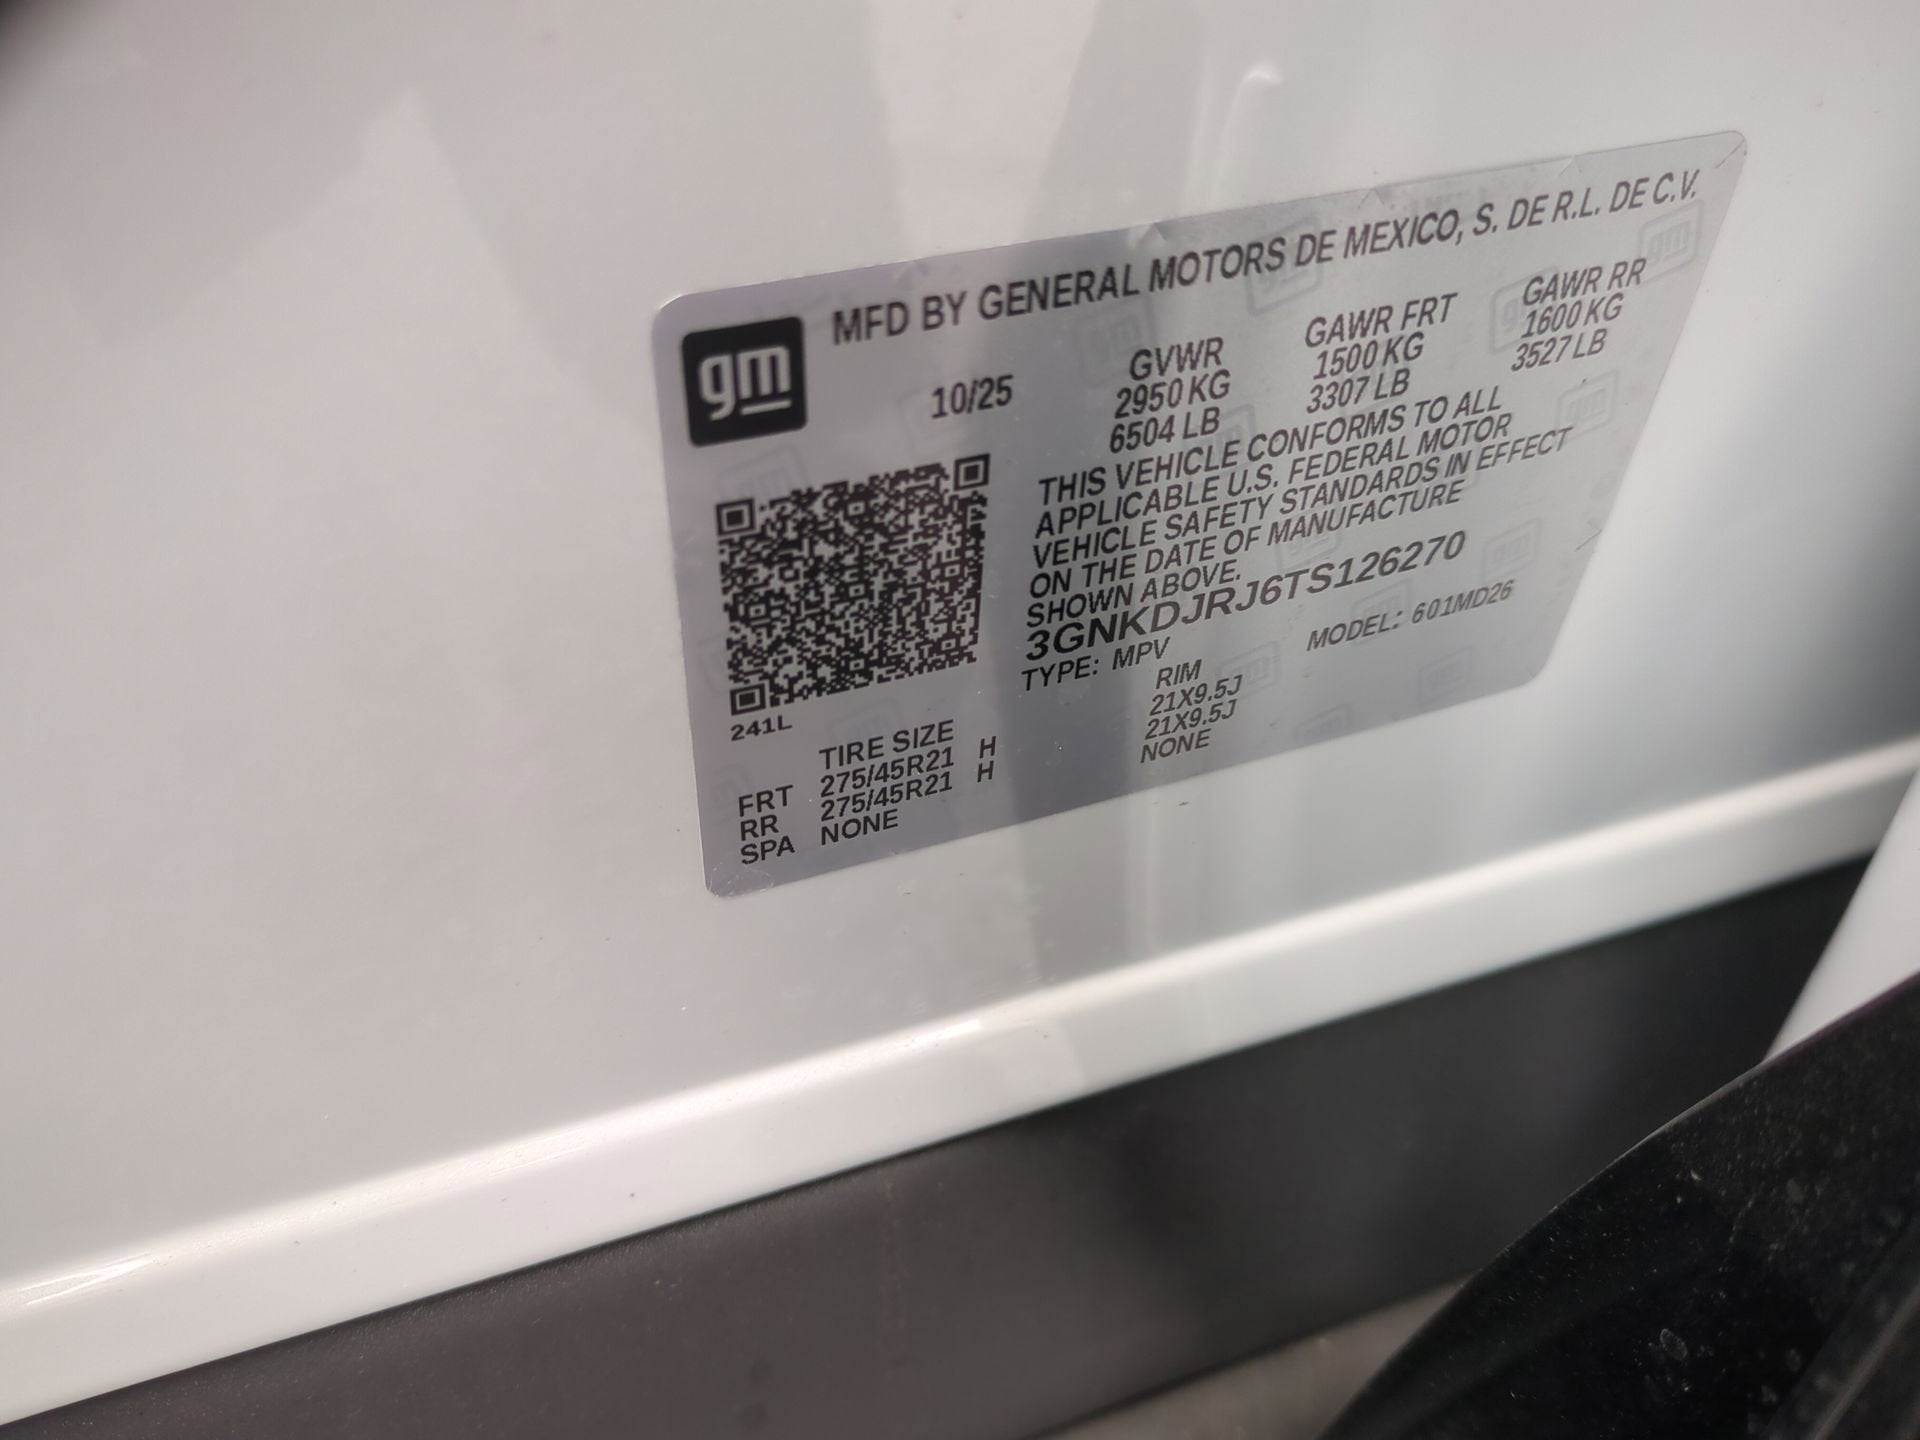 gm
MFD BY GENERAL MOTORS DE MEXICO, S. DE R.L. DE C.V.
10/25
GVWR GAWR FRT GAWR RR
2950 KG 1500 KG 1600 KG
6504 LB 3307 LB 3527 LB
THIS VEHICLE CONFORMS TO ALL
APPLICABLE U.S. FEDERAL MOTOR
VEHICLE SAFETY STANDARDS IN EFFECT
ON THE DATE OF MANUFACTURE
SHOWN ABOVE.
3GNKDJRJ6TS126270
TYPE: MPV MODEL: 601MD26
241L
TIRE SIZE RIM
FRT 275/45R21 H 21X9.5J
RR 275/45R21 H 21X9.5J
SPA NONE NONE